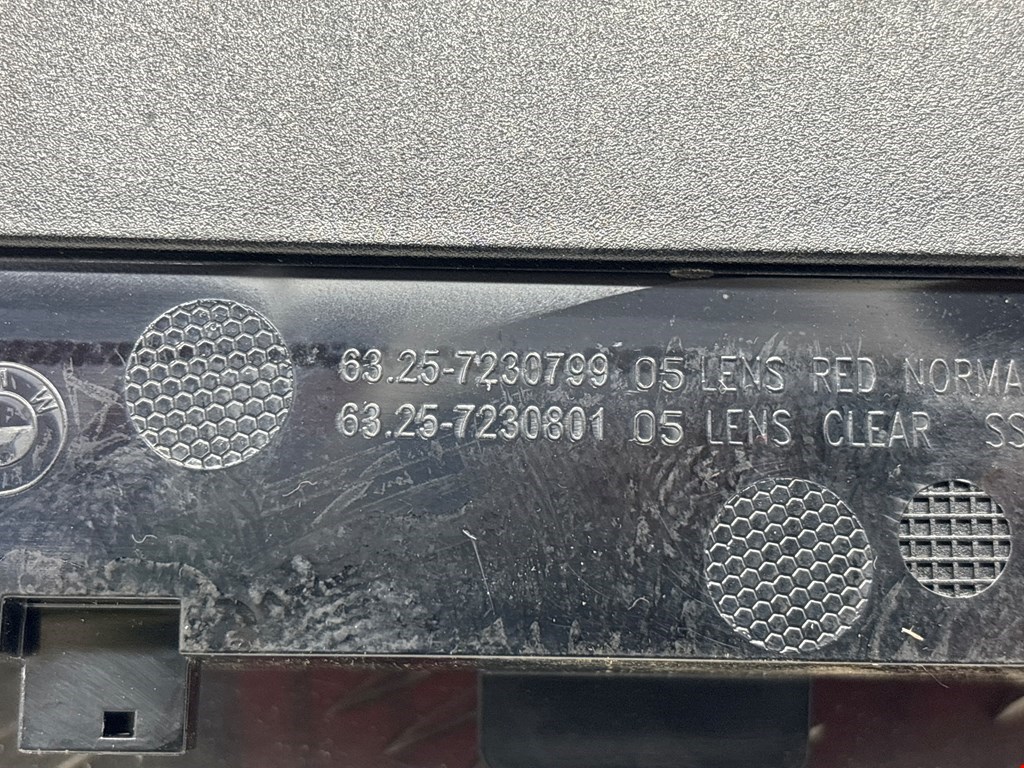 63.25-7230799 05 LENS RED NORMA
63.25-7230801 05 LENS CLEAR SS